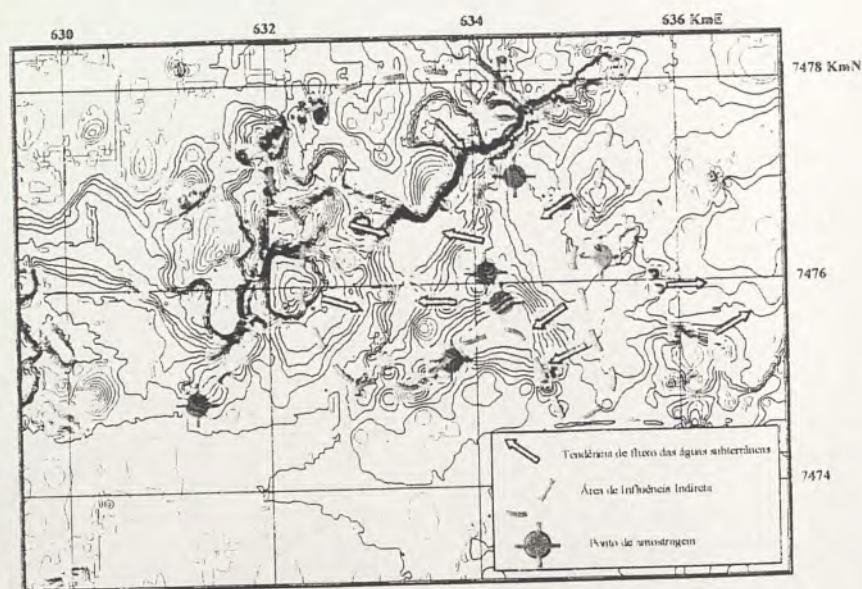 630 632 634 636 KmE
7478 KmN
7476
7474
Tendência de fluxo das águas subterrâneas
Área de Influência Indireta
Ponto de amostragem